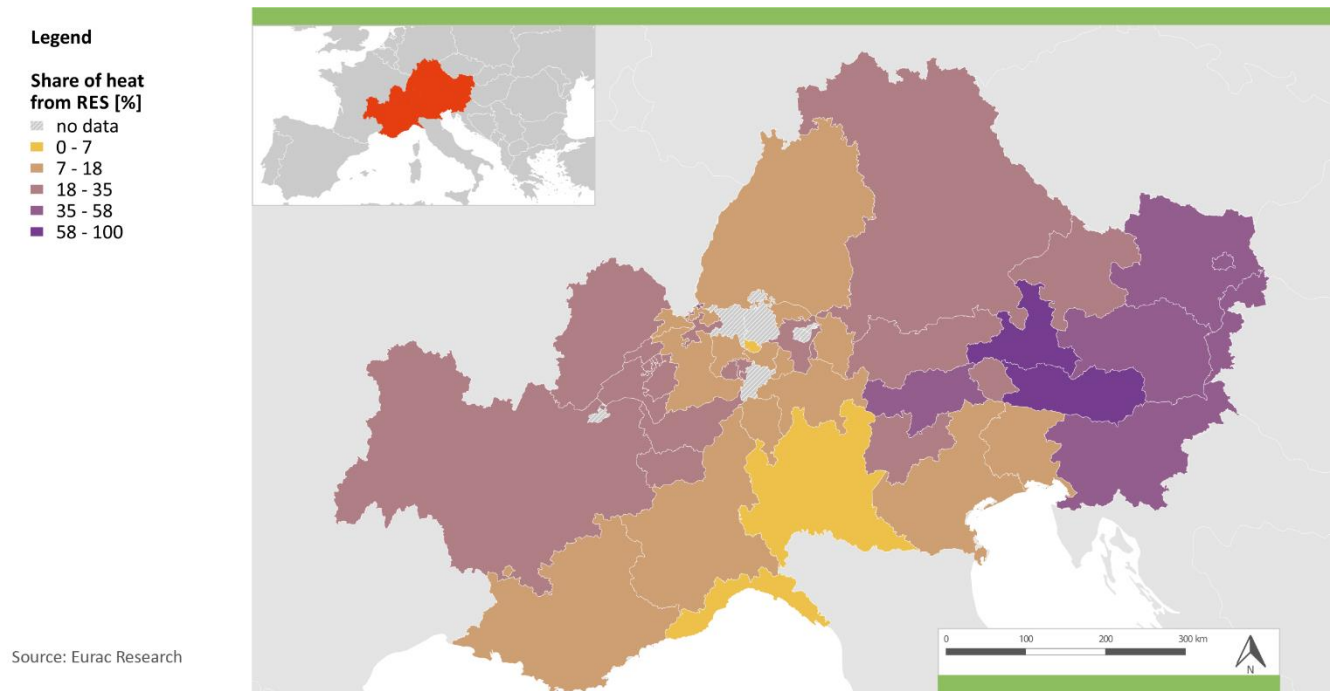 Legend
Share of heat
from RES [%]
no data
0 - 7
7 - 18
18 - 35
35 - 58
58 - 100
Source: Eurac Research
0 100 200 300 km
N